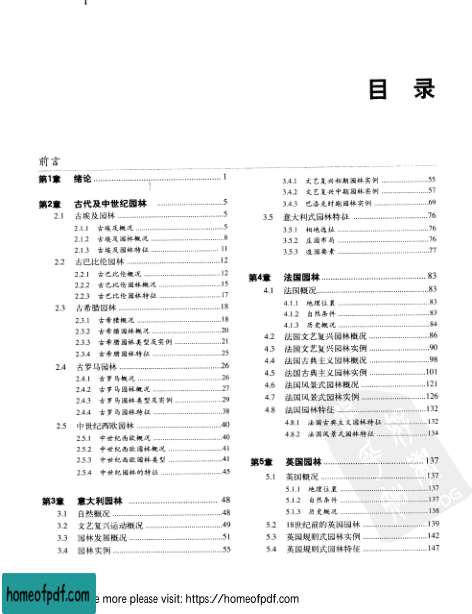 目 录
前言
第1章 绪论 1
第2章 古代及中世纪园林 5
2.1 古埃及园林 5
2.1.1 古埃及概况 5
2.1.2 古埃及园林概况 8
2.1.3 古埃及园林特征 11
2.2 古巴比伦园林 12
2.2.1 古巴比伦概况 12
2.2.2 古巴比伦园林概况 15
2.2.3 古巴比伦园林特征 17
2.3 古希腊园林 18
2.3.1 古希腊概况 18
2.3.2 古希腊园林概况 20
2.3.3 古希腊园林类型及实例 21
2.3.4 古希腊园林特征 25
2.4 古罗马园林 26
2.4.1 古罗马概况 26
2.4.2 古罗马园林概况 27
2.4.3 古罗马园林类型及实例 29
2.4.4 古罗马园林特征 38
2.5 中世纪西欧园林 40
2.5.1 中世纪西欧概况 40
2.5.2 中世纪西欧园林概况 41
2.5.3 中世纪西欧园林类型 41
2.5.4 中世纪园林的特征 45
第3章 意大利园林 48
3.1 自然概况 48
3.2 文艺复兴运动概况 49
3.3 园林发展概况 51
3.4 园林实例 55
3.4.1 文艺复兴初期园林实例 55
3.4.2 文艺复兴中期园林实例 57
3.4.3 巴洛克时期园林实例 69
3.5 意大利式园林特征 76
3.5.1 相地选址 76
3.5.2 庄园布局 76
3.5.3 造园要素 77
第4章 法国园林 83
4.1 法国概况 83
4.1.1 地理位置 83
4.1.2 自然条件 83
4.1.3 历史概况 84
4.2 法国文艺复兴园林概况 86
4.3 法国文艺复兴园林实例 90
4.4 法国古典主义园林概况 98
4.5 法国古典主义园林实例 101
4.6 法国风景式园林概况 121
4.7 法国风景式园林实例 126
4.8 法国园林特征 132
4.8.1 法国古典主义园林特征 132
4.8.2 法国风景式园林特征 134
第5章 英国园林 137
5.1 英国概况 137
5.1.1 地理位置 137
5.1.2 自然条件 137
5.1.3 历史概况 138
5.2 18世纪前的英国园林 139
5.3 英国规则式园林实例 142
5.4 英国规则式园林特征 147
homeofpdf.com
e more please visit: https://homeofpdf.com